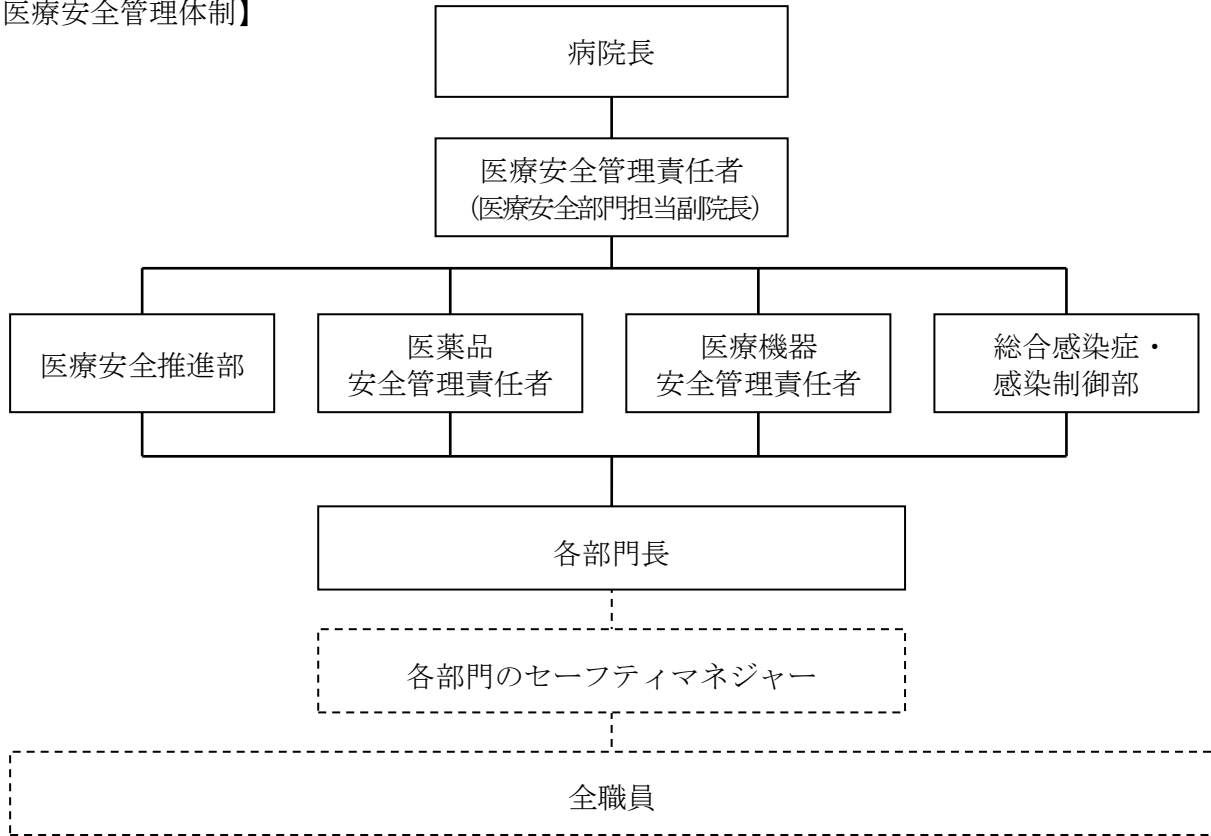 医療安全管理体制】
病院長
医療安全管理責任者
（医療安全部門担当副院長）
医療安全推進部
医薬品
安全管理責任者
医療機器
安全管理責任者
総合感染症・
感染制御部
各部門長
各部門のセーフティマネジャー
全職員